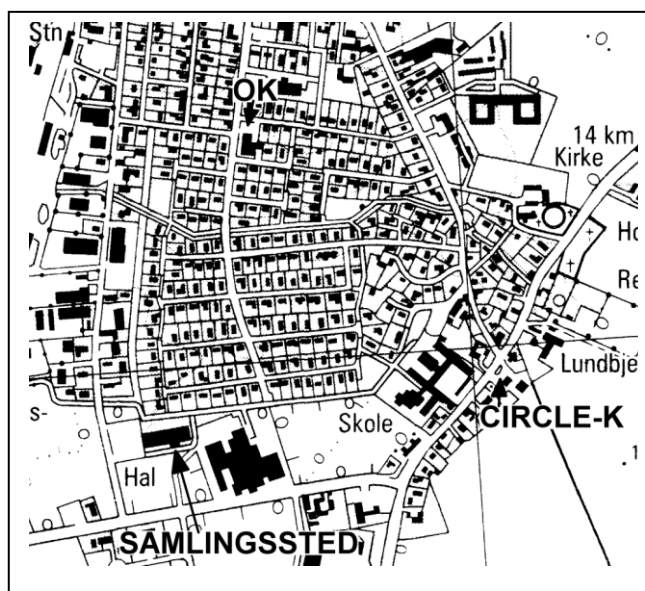 Stn
OK
14 km
Kirke
Ho
Re
Lundbje
s-
Skole
CIRCLE-K
Hal
SAMLINGSSTED